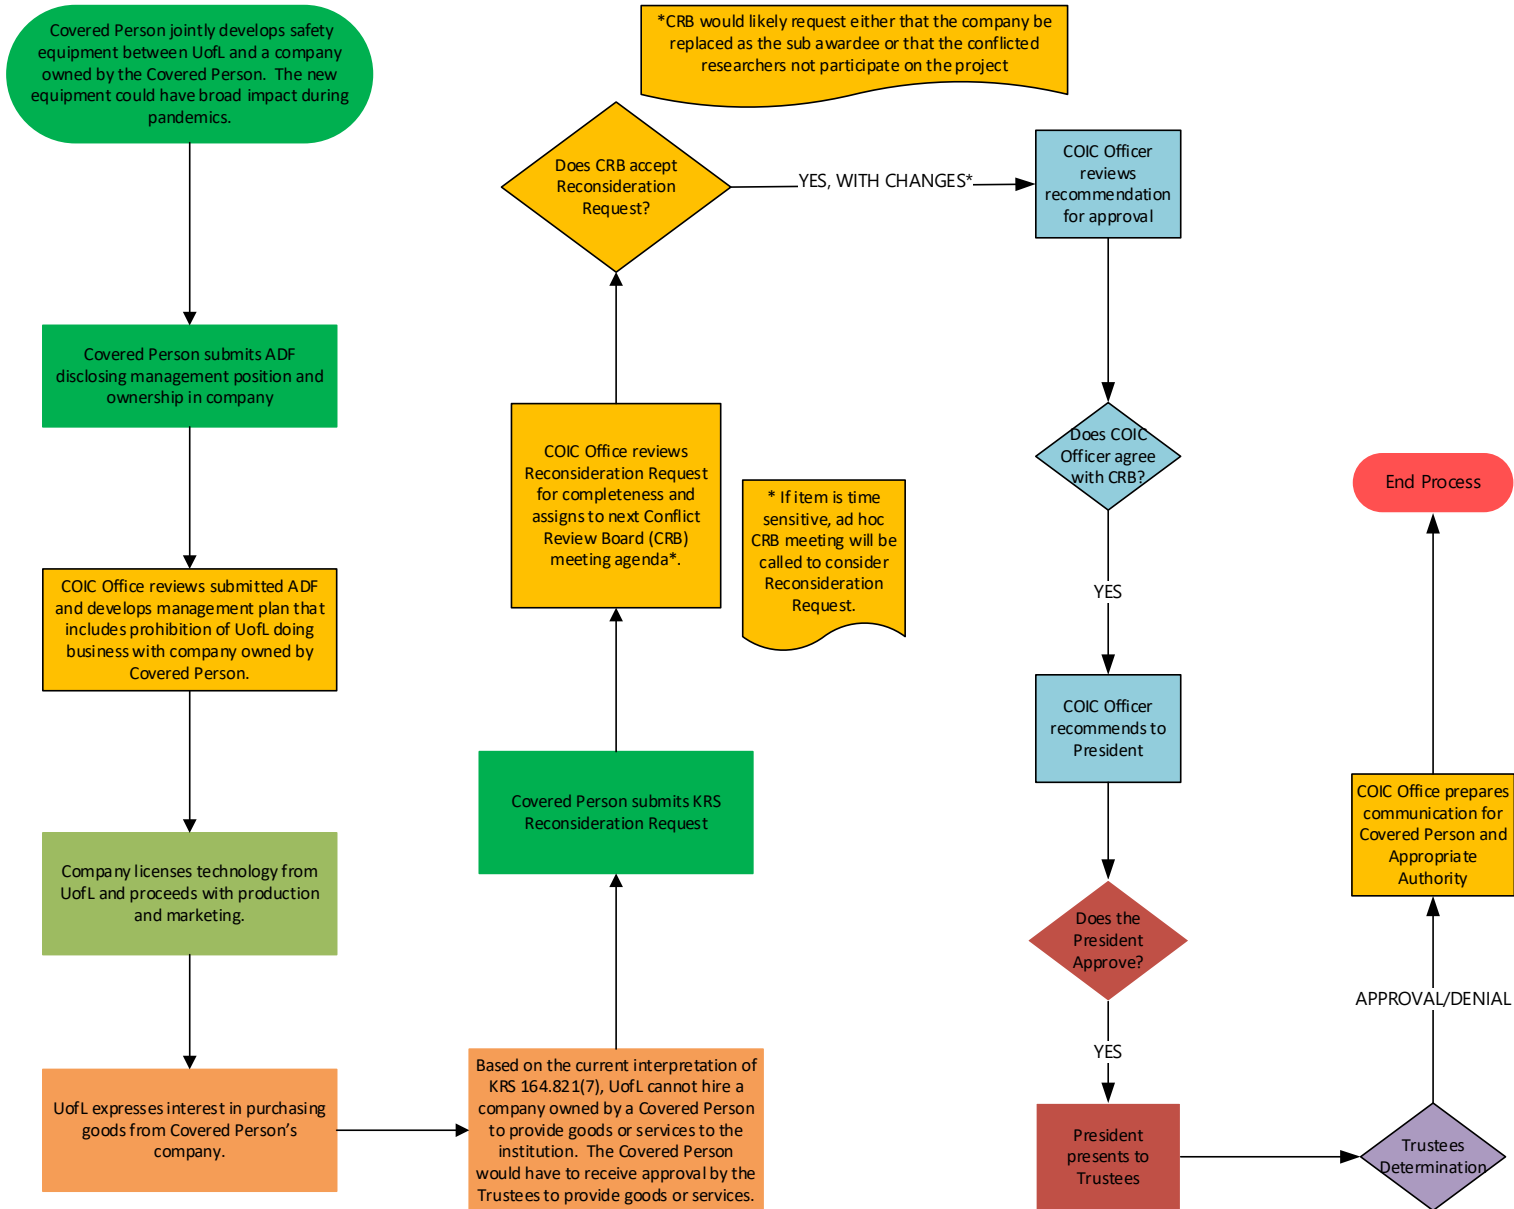 Covered Person jointly develops safety
equipment between UofL and a company
owned by the Covered Person.  The new
equipment could have broad impact during
pandemics.
Covered Person submits ADF
disclosing management position and
ownership in company
COIC Office reviews submitted ADF
and develops management plan that
includes prohibition of UofL doing
business with company owned by
Covered Person.
Company licenses technology from
UofL and proceeds with production
and marketing.
UofL expresses interest in purchasing
goods from Covered Person’s
company.
Based on the current interpretation of
KRS 164.821(7), UofL cannot hire a
company owned by a Covered Person
to provide goods or services to the
institution.  The Covered Person
would have to receive approval by the
Trustees to provide goods or services.
Covered Person submits KRS
Reconsideration Request
COIC Office reviews
Reconsideration Request
for completeness and
assigns to next Conflict
Review Board (CRB)
meeting agenda*.
* If item is time
sensitive, ad hoc
CRB meeting will be
called to consider
Reconsideration
Request.
Does CRB accept
Reconsideration
Request?
*CRB would likely request either that the company be
replaced as the sub awardee or that the conflicted
researchers not participate on the project
YES, WITH CHANGES*
COIC Officer
reviews
recommendation
for approval
Does COIC
Officer agree
with CRB?
YES
COIC Officer
recommends to
President
Does the
President
Approve?
YES
President
presents to
Trustees
Trustees
Determination
APPROVAL/DENIAL
COIC Office prepares
communication for
Covered Person and
Appropriate
Authority
End Process